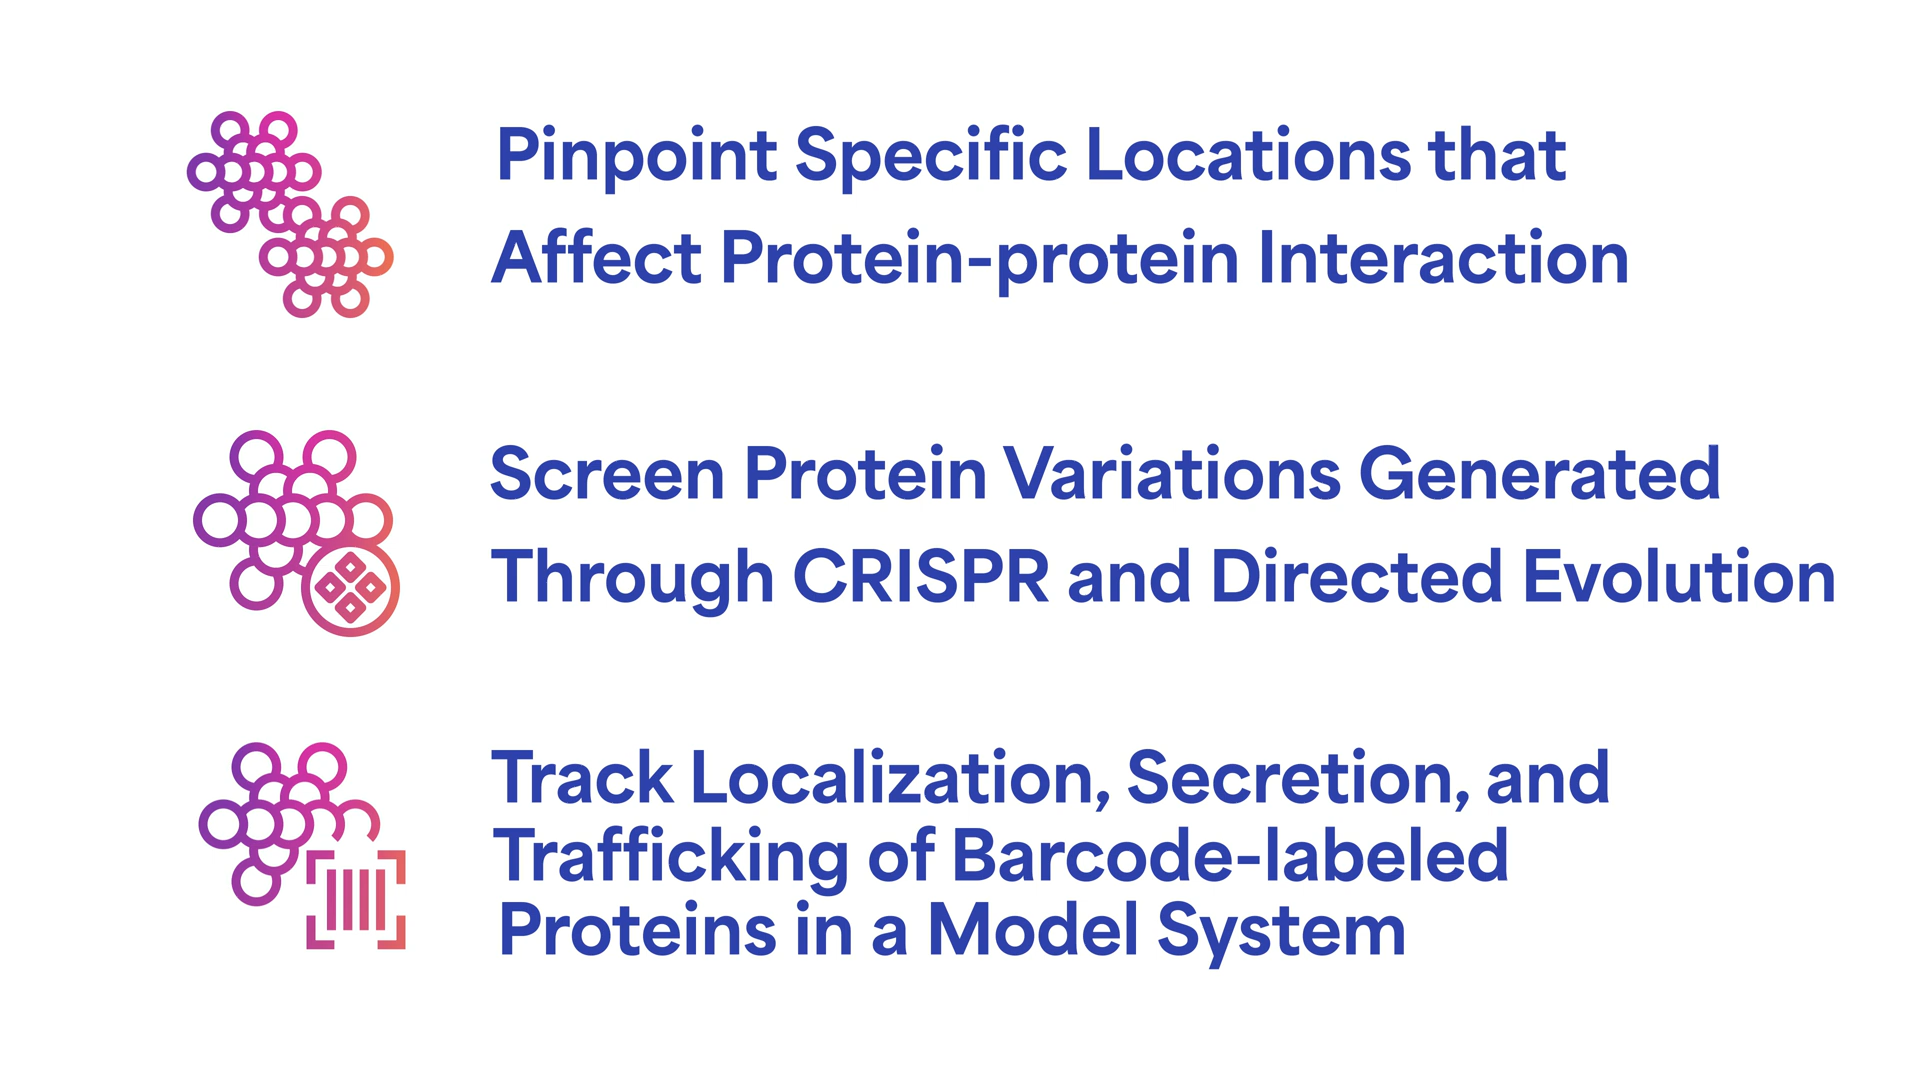 Pinpoint Specific Locations that
Affect Protein-protein Interaction
Screen Protein Variations Generated
Through CRISPR and Directed Evolution
Track Localization, Secretion, and
Trafficking of Barcode-labeled
Proteins in a Model System